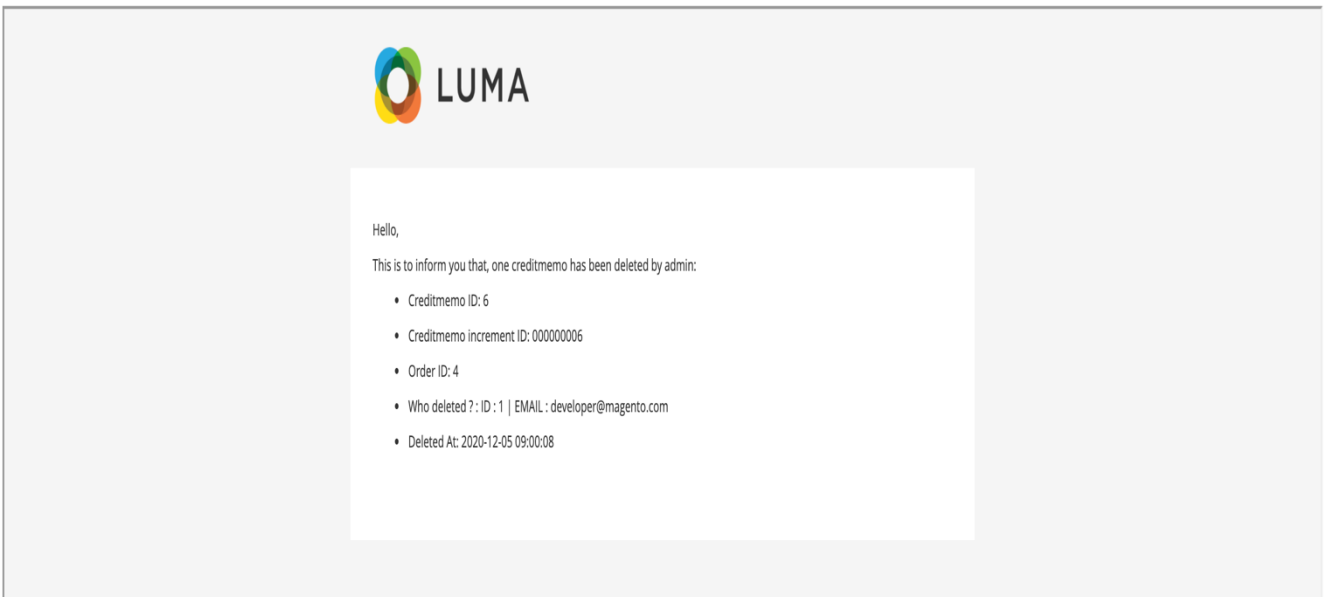 LUMA
Hello,
This is to inform you that, one creditmemo has been deleted by admin:
• Creditmemo ID: 6
• Creditmemo increment ID: 000000006
• Order ID: 4
• Who deleted ? : ID : 1 | EMAIL : developer@magento.com
• Deleted At: 2020-12-05 09:00:08